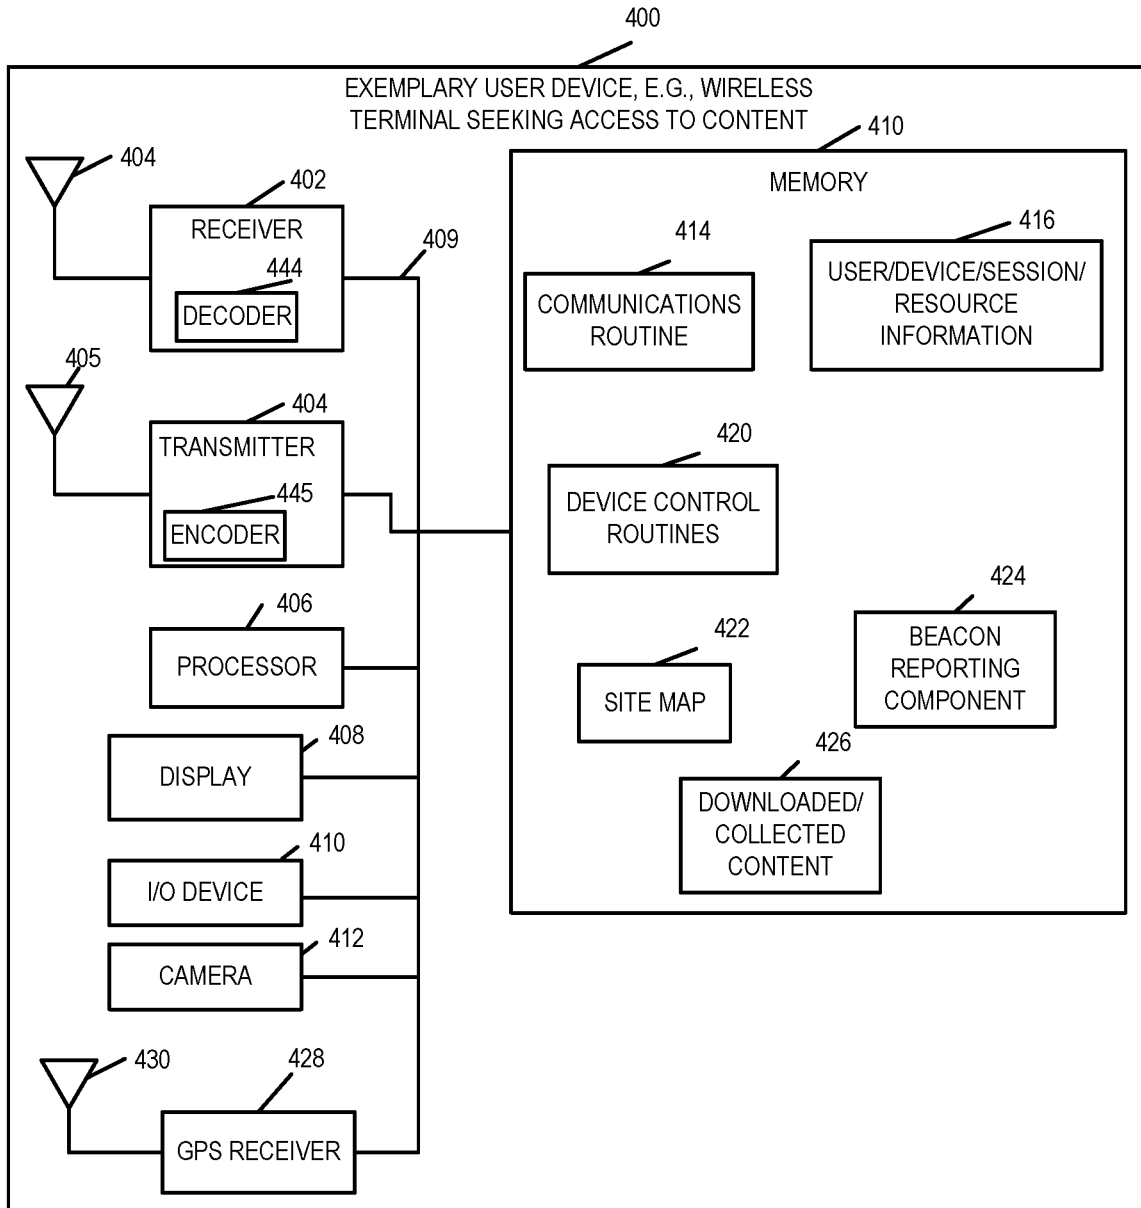 400
EXEMPLARY USER DEVICE, E.G., WIRELESS
TERMINAL SEEKING ACCESS TO CONTENT
404
402
RECEIVER
444
DECODER
409
405
404
TRANSMITTER
445
ENCODER
406
PROCESSOR
408
DISPLAY
410
I/O DEVICE
412
CAMERA
430
428
GPS RECEIVER
410
MEMORY
414
COMMUNICATIONS
ROUTINE
416
USER/DEVICE/SESSION/
RESOURCE
INFORMATION
420
DEVICE CONTROL
ROUTINES
422
SITE MAP
424
BEACON
REPORTING
COMPONENT
426
DOWNLOADED/
COLLECTED
CONTENT